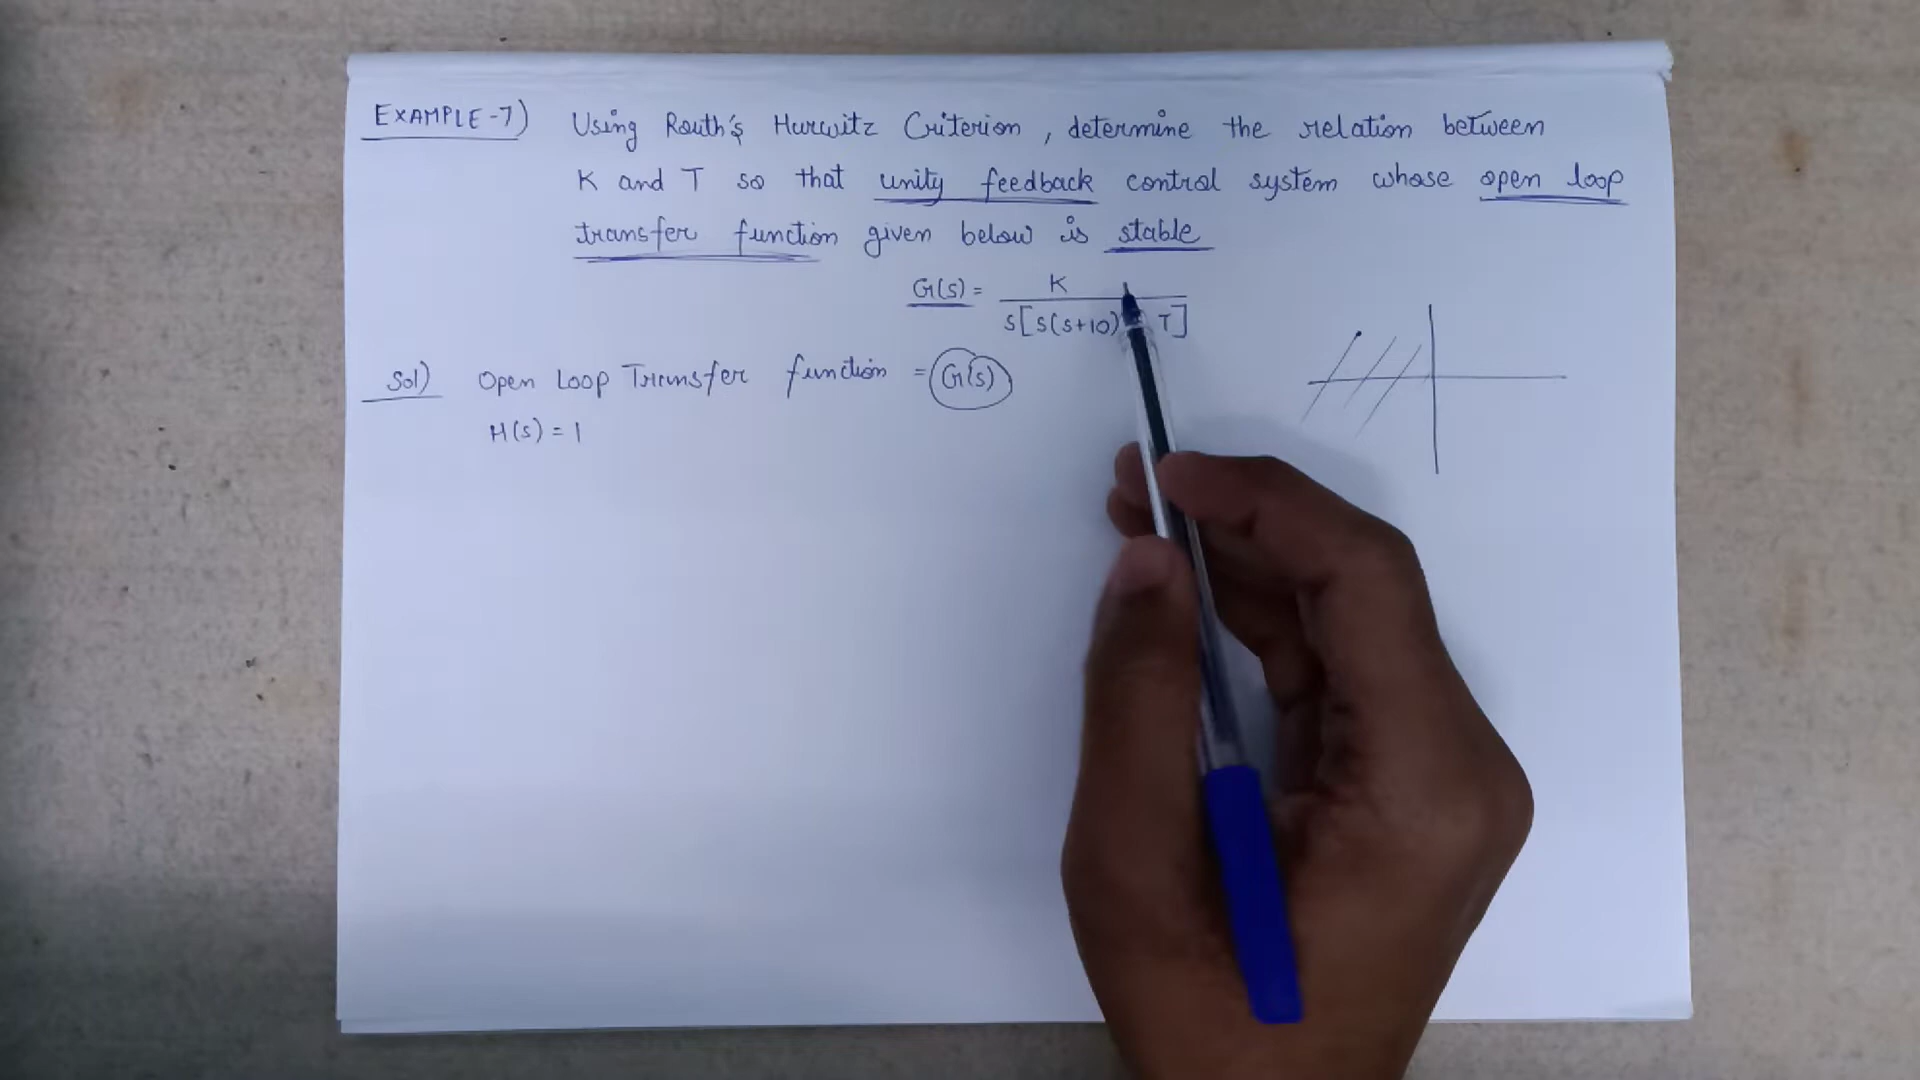 EXAMPLE-7) Using Routh's Hurwitz Criterion, determine the relation between
K and T so that unity feedback control system whose open loop
transfer function given below is stable
G(s) = K
s[s(s+10) T]
Sol) Open Loop Transfer function = G(s)
H(s) = 1